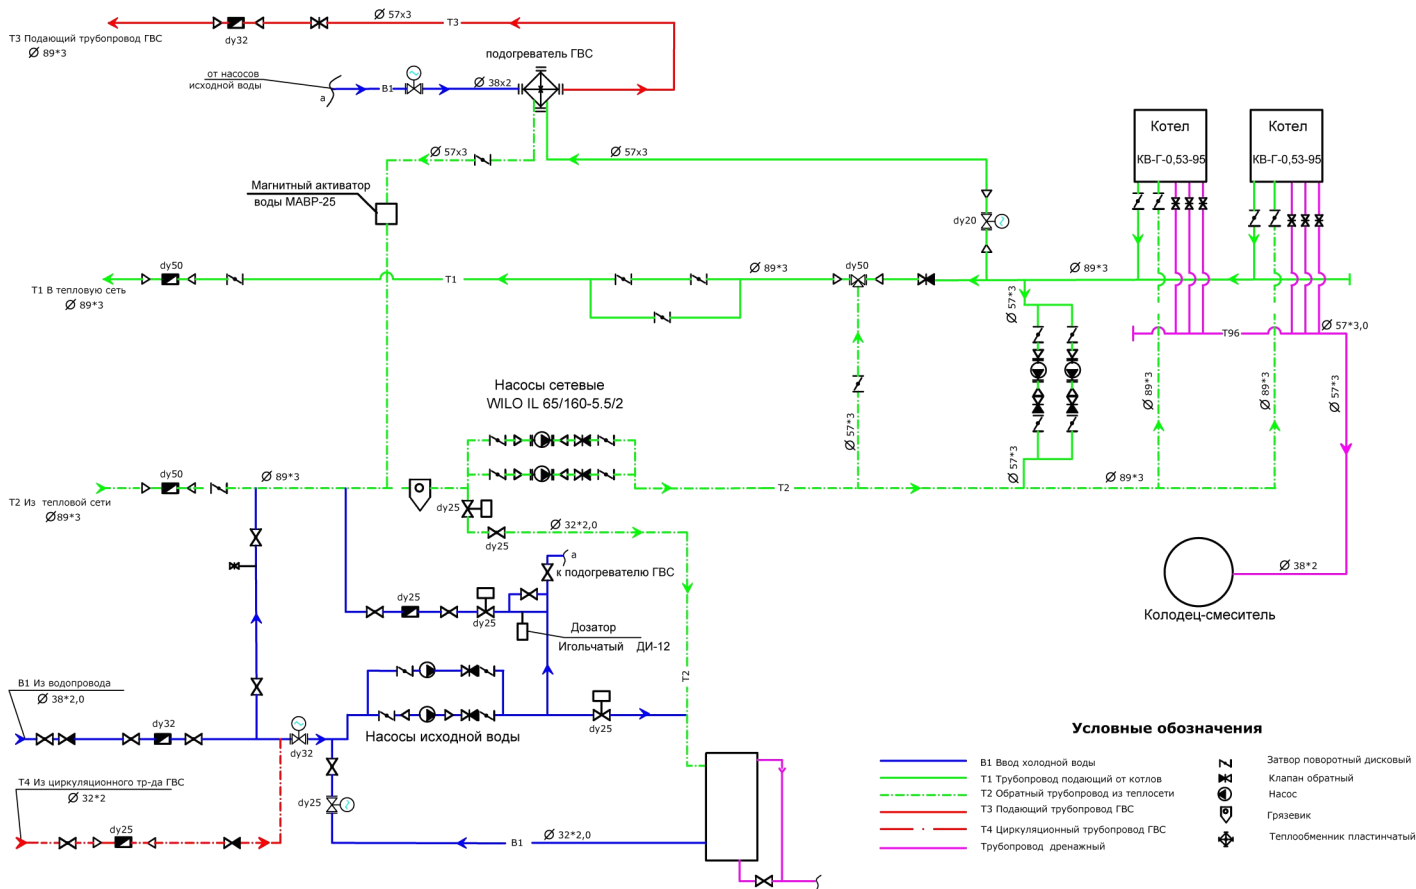 Ø 57х3
Т3
Т3 Подающий трубопровод ГВС
Ø 89*3
dy32
подогреватель ГВС
от насосов
исходной воды
а
В1
Ø 38х2
Котел
КВ-Г-0,53-95
Котел
КВ-Г-0,53-95
Ø 57х3
Ø 57х3
Магнитный активатор
воды МАВР-25
dy20
dy50
Т1
Ø 89*3
dy50
Ø 89*3
Т1 В тепловую сеть
Ø 89*3
Ø 57*3
Т96
Ø 57*3,0
Насосы сетевые
WILO IL 65/160-5.5/2
Ø 57*3
Ø 89*3
Ø 89*3
Ø 57*3
Ø 57*3
dy50
Ø 89*3
Т2
Ø 89*3
Т2 Из тепловой сети
Ø89*3
dy25
Ø 32*2,0
dy25
а
к подогревателю ГВС
Ø 38*2
Колодец-смеситель
dy25
dy25
Дозатор
Игольчатый ДИ-12
Т2
В1 Из водопровода
Ø 38*2,0
dy32
dy32
Насосы исходной воды
dy25
Т4 Из циркуляционного тр-да ГВС
Ø 32*2
dy25
dy25
Ø 32*2,0
В1
Условные обозначения
В1 Ввод холодной воды
Т1 Трубопровод подающий от котлов
Т2 Обратный трубопровод из теплосети
Т3 Подающий трубопровод ГВС
Т4 Циркуляционный трубопровод ГВС
Трубопровод дренажный
Затвор поворотный дисковый
Клапан обратный
Насос
Грязевик
Теплообменник пластинчатый